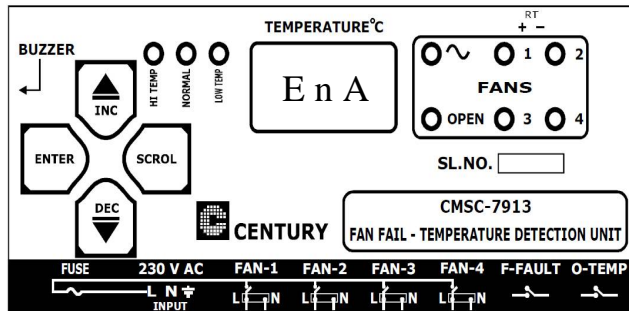 TEMPERATURE°C
RT
+ −
BUZZER
HI TEMP
NORMAL
LOW TEMP
E n A
1
2
FANS
OPEN
3
4
INC
ENTER
SCROL
DEC
SL.NO.
C CENTURY
CMSC-7913
FAN FAIL - TEMPERATURE DETECTION UNIT
FUSE 230 V AC FAN-1 FAN-2 FAN-3 FAN-4 F-FAULT O-TEMP
L N L N L N L N L N
INPUT